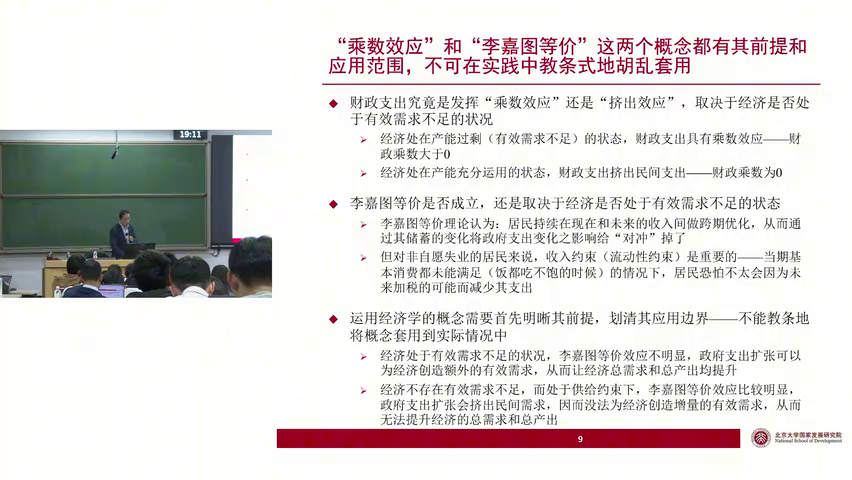 “乘数效应”和“李嘉图等价”这两个概念都有其前提和
应用范围，不可在实践中教条式地胡乱套用
财政支出究竟是发挥“乘数效应”还是“挤出效应”，取决于经济是否处
于有效需求不足的状况
经济处在产能过剩（有效需求不足）的状态，财政支出具有乘数效应——财
政乘数大于0
经济处在产能充分运用的状态，财政支出挤出民间支出——财政乘数为0
李嘉图等价是否成立，还是取决于经济是否处于有效需求不足的状态
李嘉图等价理论认为：居民持续在现在和未来的收入间做跨期优化，从而通
过其储蓄的变化将政府支出变化之影响给“对冲”掉了
但对非自愿失业的居民来说，收入约束（流动性约束）是重要的——当期基
本消费都未能满足（饭都吃不饱的时候）的情况下，居民恐怕不太会因为未
来加税的可能而减少其支出
运用经济学的概念需要首先明晰其前提，划清其应用边界——不能教条地
将概念套用到实际情况中
经济处于有效需求不足的状况，李嘉图等价效应不明显，政府支出扩张可以
为经济创造额外的有效需求，从而让经济总需求和总产出均提升
经济不存在有效需求不足，而处于供给约束下，李嘉图等价效应比较明显，
政府支出扩张会挤出民间需求，因而没法为经济创造增量的有效需求，从而
无法提升经济的总需求和总产出
9
北京大学国家发展研究院
National School of Development
19:11